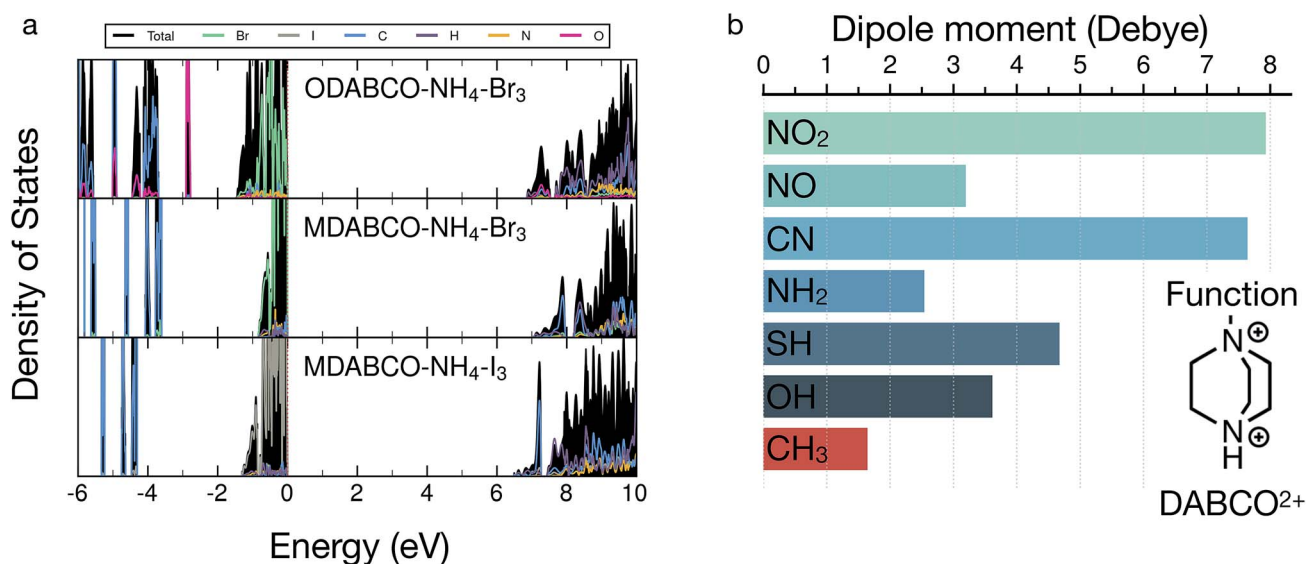 a
Total Br I C H N O
ODABCO-NH₄-Br₃
MDABCO-NH₄-Br₃
MDABCO-NH₄-I₃
Density of States
-6 -4 -2 0 2 4 6 8 10
Energy (eV)
b
Dipole moment (Debye)
0 1 2 3 4 5 6 7 8
NO₂
NO
CN
NH₂
SH
OH
CH₃
Function
N⊕
N⊕
H
DABCO²⁺